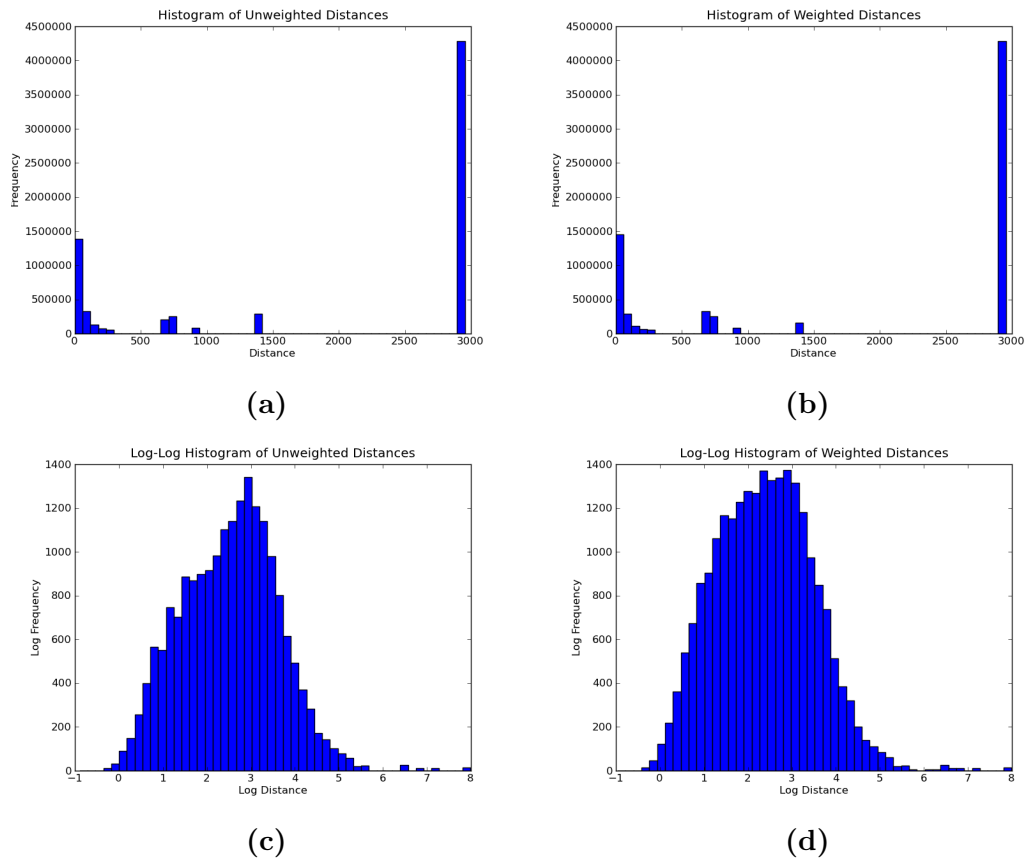 Histogram of Unweighted Distances
4500000
4000000
3500000
3000000
2500000
2000000
1500000
1000000
500000
0
Frequency
0 500 1000 1500 2000 2500 3000
Distance
(a)
Histogram of Weighted Distances
4500000
4000000
3500000
3000000
2500000
2000000
1500000
1000000
500000
0
Frequency
0 500 1000 1500 2000 2500 3000
Distance
(b)
Log-Log Histogram of Unweighted Distances
1400
1200
1000
800
600
400
200
0
Log Frequency
−1 0 1 2 3 4 5 6 7 8
Log Distance
(c)
Log-Log Histogram of Weighted Distances
1400
1200
1000
800
600
400
200
0
Log Frequency
−1 0 1 2 3 4 5 6 7 8
Log Distance
(d)